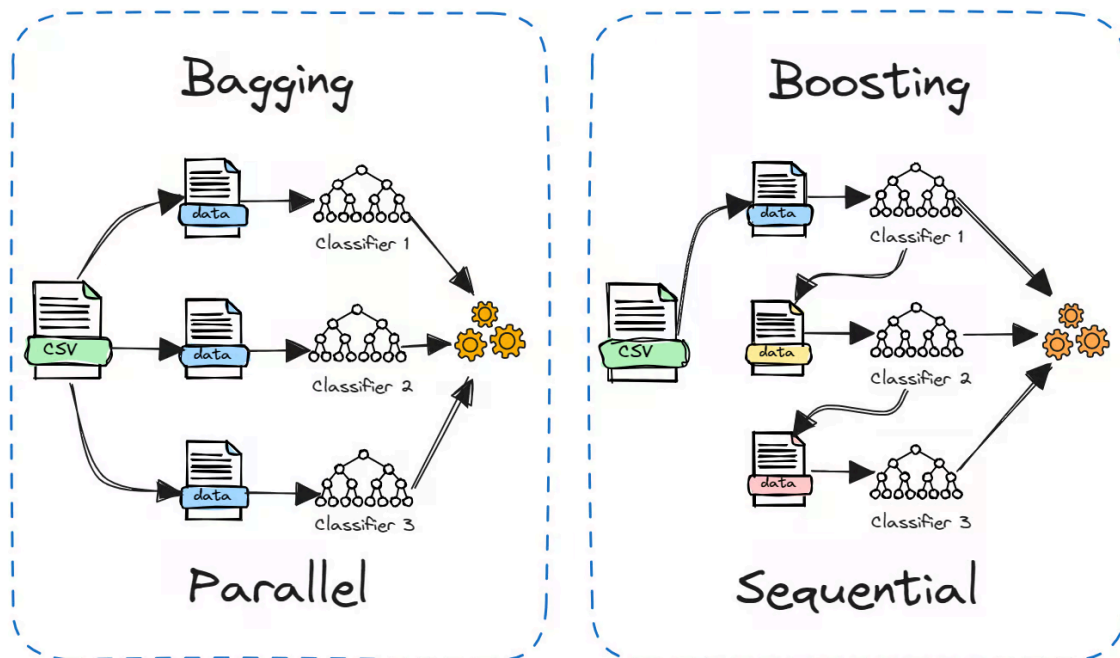 Bagging
data
Classifier 1
CSV
data
Classifier 2
data
Classifier 3
Parallel
Boosting
data
Classifier 1
CSV
data
Classifier 2
data
Classifier 3
Sequential